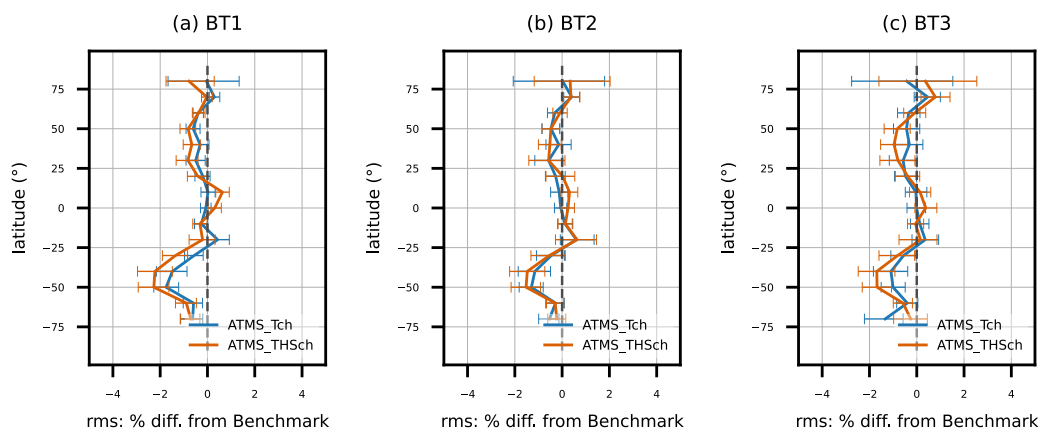 (a) BT1
latitude (°)
75
50
25
0
−25
−50
−75
ATMS_Tch
ATMS_THSch
−4 −2 0 2 4
rms: % diff. from Benchmark
(b) BT2
latitude (°)
75
50
25
0
−25
−50
−75
ATMS_Tch
ATMS_THSch
−4 −2 0 2 4
rms: % diff. from Benchmark
(c) BT3
latitude (°)
75
50
25
0
−25
−50
−75
ATMS_Tch
ATMS_THSch
−4 −2 0 2 4
rms: % diff. from Benchmark